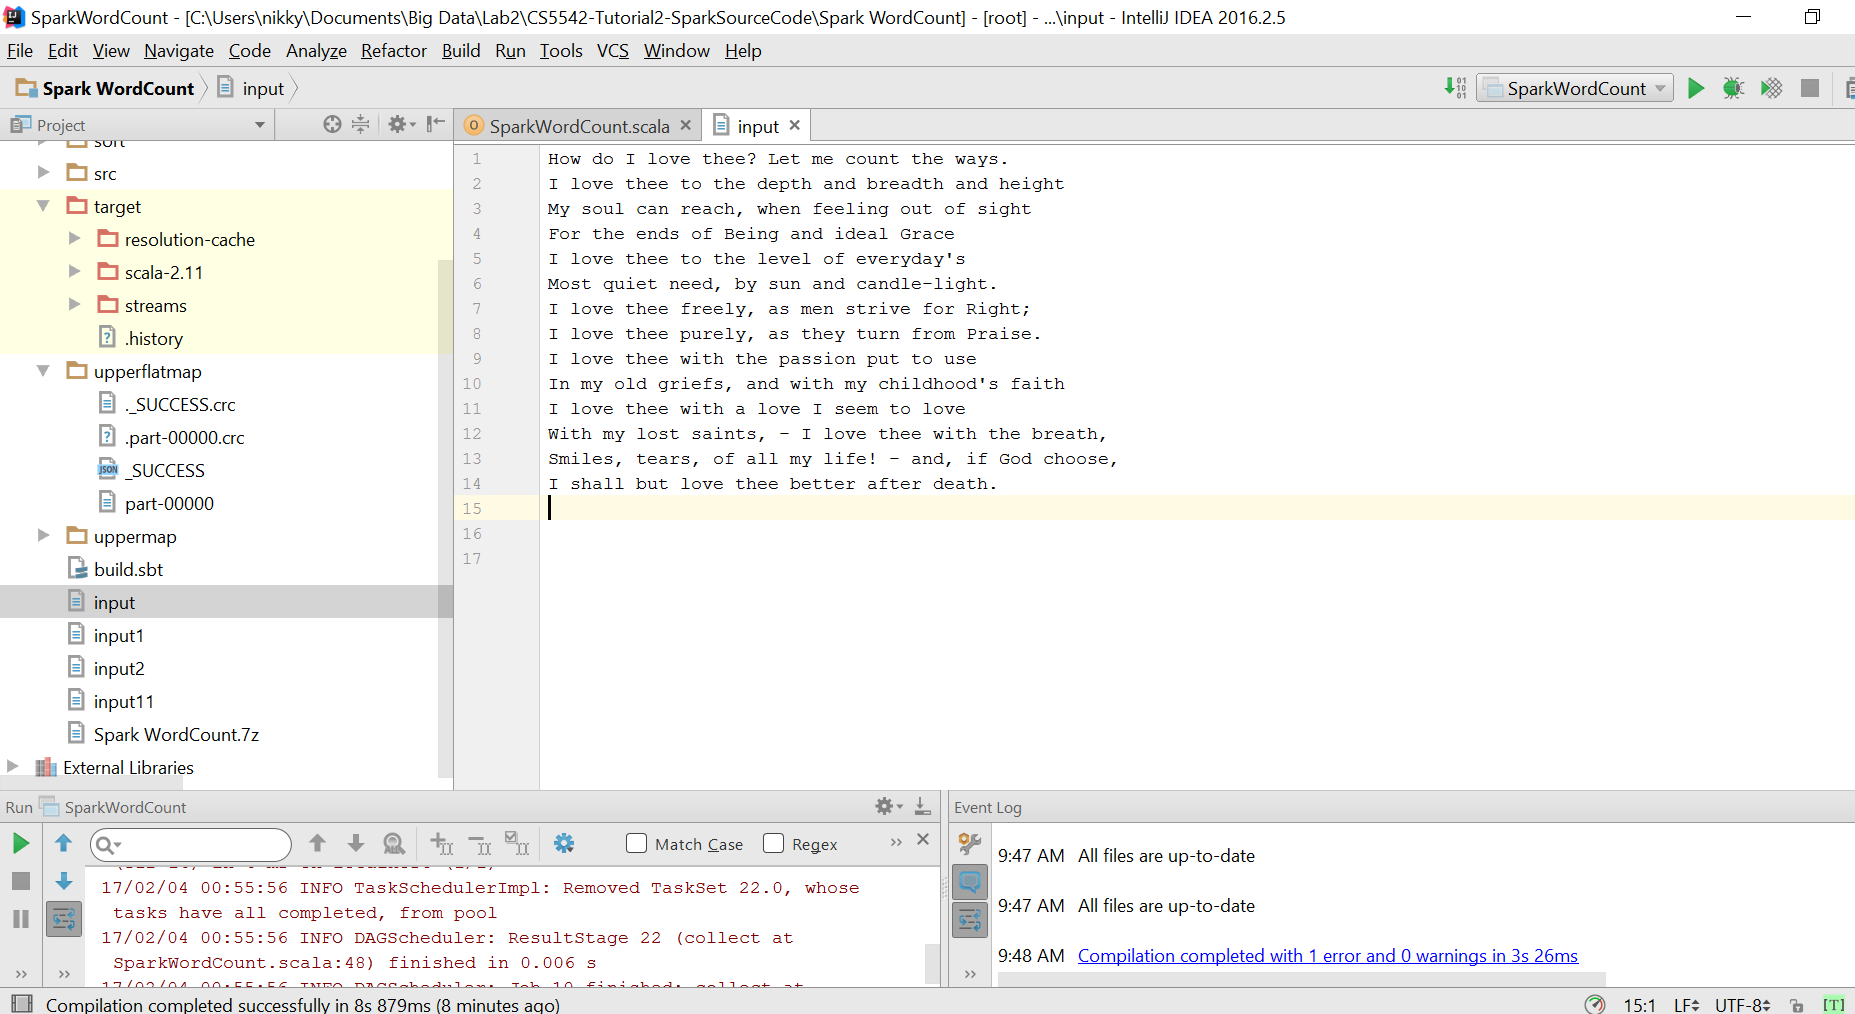 SparkWordCount - [C:\Users\nikky\Documents\Big Data\Lab2\CS5542-Tutorial2-SparkSourceCode\Spark WordCount] - [root] - ...\input - IntelliJ IDEA 2016.2.5
File Edit View Navigate Code Analyze Refactor Build Run Tools VCS Window Help
Spark WordCount input
SparkWordCount
Project
SparkWordCount.scala
input
sort
src
target
resolution-cache
scala-2.11
streams
.history
upperflatmap
._SUCCESS.crc
.part-00000.crc
_SUCCESS
part-00000
uppermap
build.sbt
input
input1
input2
input11
Spark WordCount.7z
External Libraries
1 How do I love thee? Let me count the ways.
2 I love thee to the depth and breadth and height
3 My soul can reach, when feeling out of sight
4 For the ends of Being and ideal Grace
5 I love thee to the level of everyday's
6 Most quiet need, by sun and candle-light.
7 I love thee freely, as men strive for Right;
8 I love thee purely, as they turn from Praise.
9 I love thee with the passion put to use
10 In my old griefs, and with my childhood's faith
11 I love thee with a love I seem to love
12 With my lost saints, - I love thee with the breath,
13 Smiles, tears, of all my life! - and, if God choose,
14 I shall but love thee better after death.
15
16
17
Run SparkWordCount
Match Case Regex
17/02/04 00:55:56 INFO TaskSchedulerImpl: Removed TaskSet 22.0, whose
tasks have all completed, from pool
17/02/04 00:55:56 INFO DAGScheduler: ResultStage 22 (collect at
SparkWordCount.scala:48) finished in 0.006 s
17/02/04 00:55:56 INFO DAGScheduler: Job 10 finished: collect at
Event Log
9:47 AM All files are up-to-date
9:47 AM All files are up-to-date
9:48 AM Compilation completed with 1 error and 0 warnings in 3s 26ms
Compilation completed successfully in 8s 879ms (8 minutes ago)
15:1 LF UTF-8 [T]